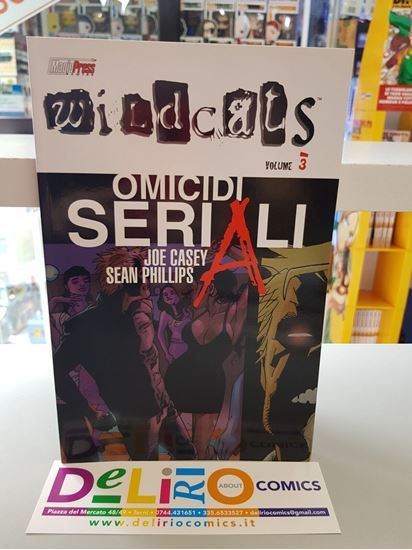 MagicPress
wildcats
VOLUME 3
OMICIDI
SERIALI
JOE CASEY
SEAN PHILLIPS
DeLiRiO ABOUT COMICS
Piazza del Mercato 48/49 • Terni • 0744.431651 • 335.6533527 • deliriocomics@gmail.com
www.deliriocomics.it